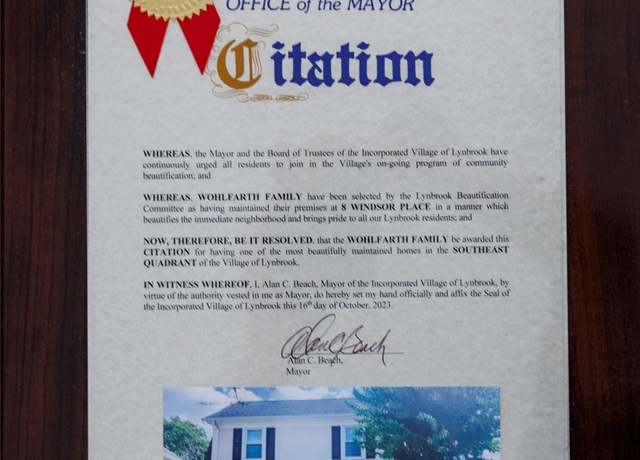 OFFICE of the MAYOR
Citation
WHEREAS, the Mayor and the Board of Trustees of the Incorporated Village of Lynbrook have
continuously urged all residents to join in the Village's on-going program of community
beautification; and
WHEREAS, WOHLFARTH FAMILY have been selected by the Lynbrook Beautification
Committee as having maintained their premises at 8 WINDSOR PLACE in a manner which
beautifies the immediate neighborhood and brings pride to all our Lynbrook residents; and
NOW, THEREFORE, BE IT RESOLVED, that the WOHLFARTH FAMILY be awarded this
CITATION for having one of the most beautifully maintained homes in the SOUTHEAST
QUADRANT of the Village of Lynbrook.
IN WITNESS WHEREOF, I, Alan C. Beach, Mayor of the Incorporated Village of Lynbrook, by
virtue of the authority vested in me as Mayor, do hereby set my hand officially and affix the Seal of
the Incorporated Village of Lynbrook this 16th day of October, 2023.
Alan C Beach
Alan C. Beach,
Mayor